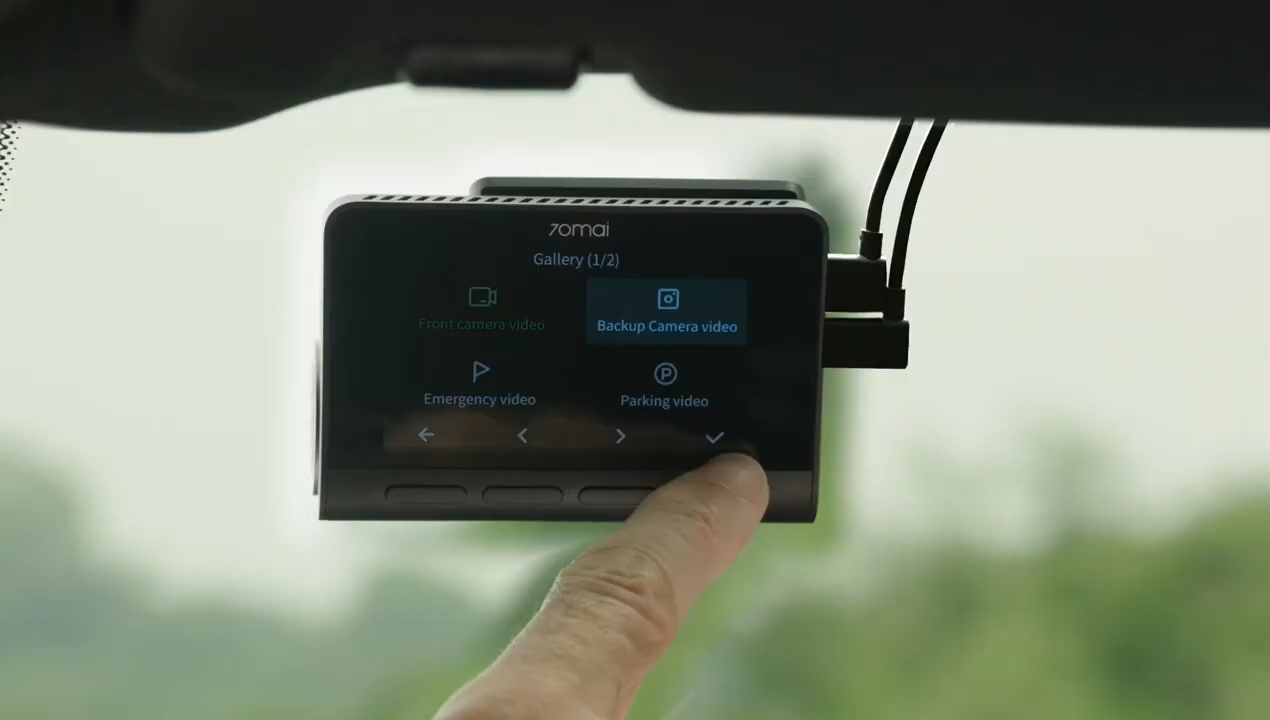 70mai
Gallery (1/2)
Front camera video
Backup Camera video
P
Emergency video
Parking video